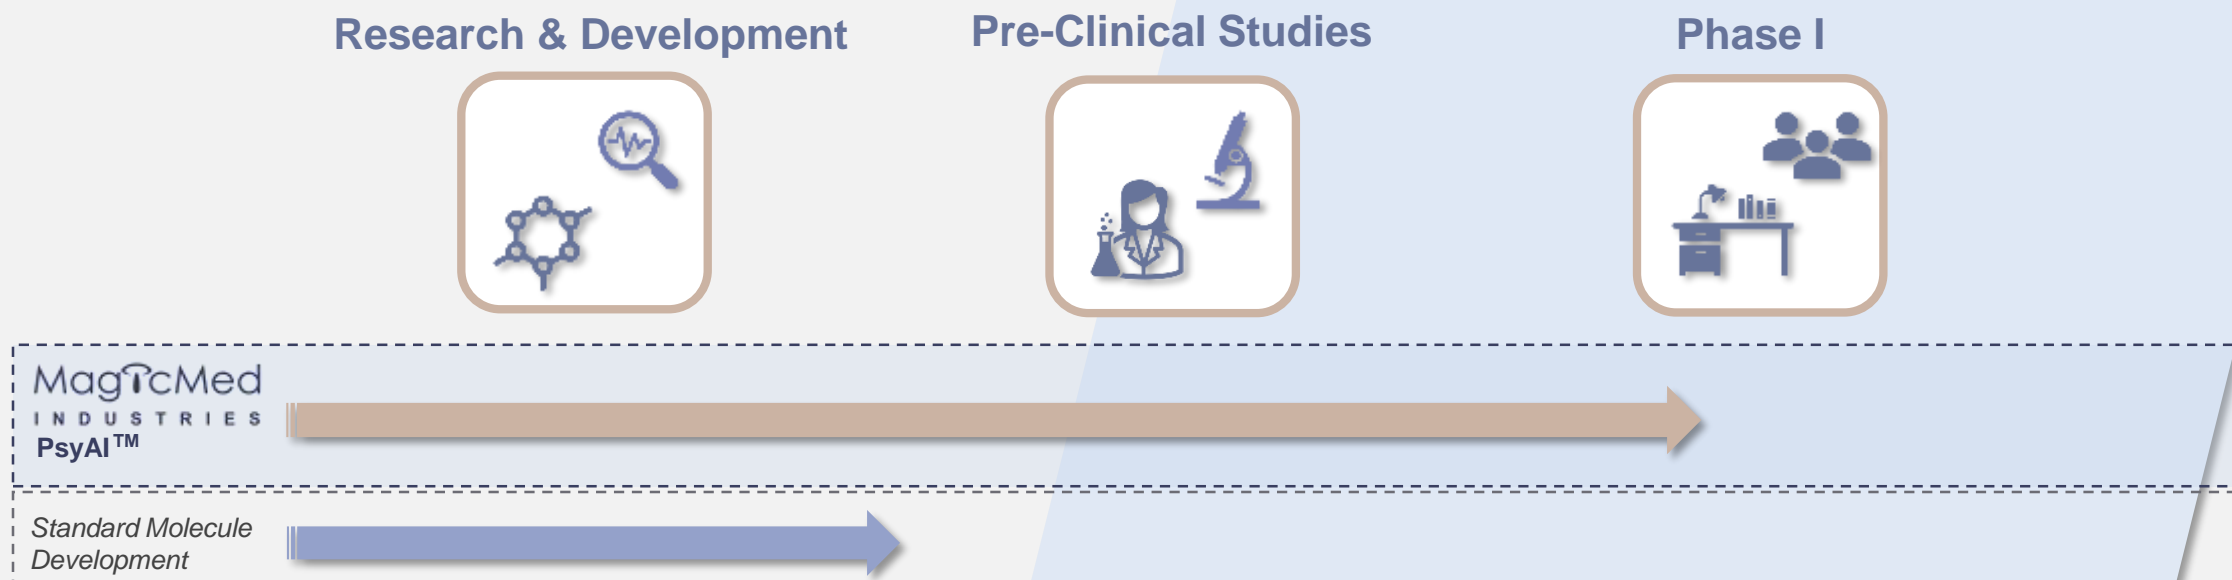 Research & Development
Pre-Clinical Studies
Phase I
MagicMed
INDUSTRIES
PsyAI™
Standard Molecule
Development